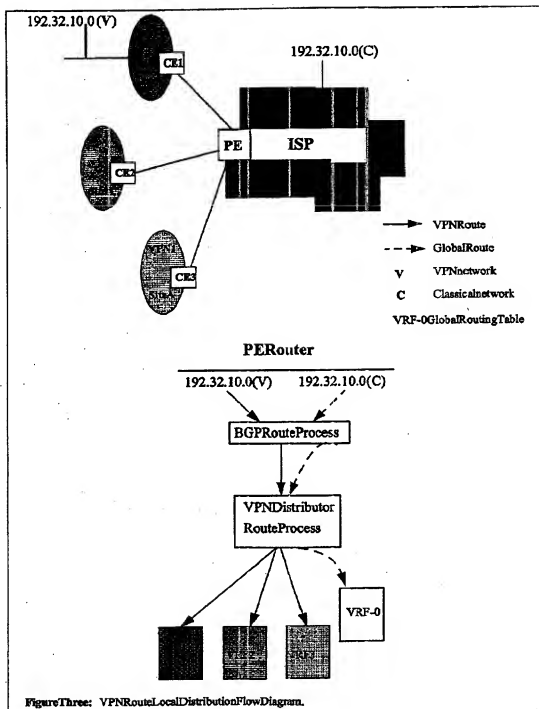 192.32.10.0(V)
CE1
192.32.10.0(C)
PE
ISP
CE2
CE3
VPNRoute
GlobalRoute
V VPNnetwork
C Classicalnetwork
VRF-0GlobalRoutingTable
PERouter
192.32.10.0(V) 192.32.10.0(C)
BGPRouteProcess
VPNDistributor
RouteProcess
VRF-0
FigureThree: VPNRouteLocalDistributionFlowDiagram.